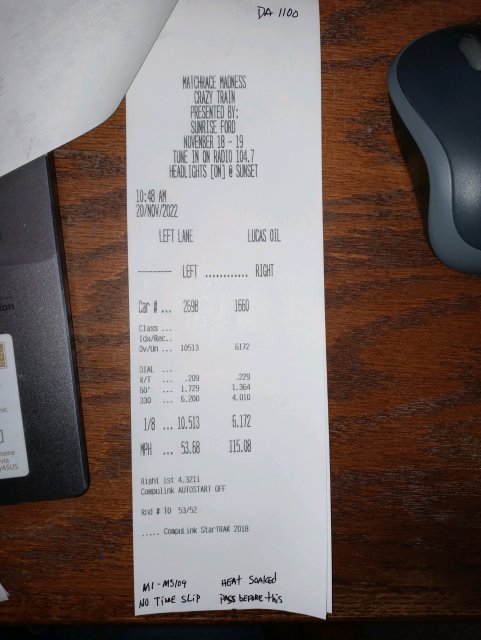 DA 1100
MATCHRACE MADNESS
CRAZY TRAIN
PRESENTED BY:
SUNRISE FORD
NOVEMBER 18 - 19
TUNE IN ON RADIO 104.7
HEADLIGHTS [ON] @ SUNSET
10:48 AM
20/NOV/2022
LEFT LANE LUCAS OIL
---------- LEFT ............ RIGHT
Car # ... 2698 1660
Class ...
Idx/Rec..
Ov/Un ... 10513 6172
DIAL ...
R/T ... .209 .229
60' ... 1.729 1.364
330 ... 6.200 4.010
1/8 ... 10.513 6.172
MPH ... 53.68 115.08
Right 1st 4.3211
Compulink AUTOSTART OFF
Rnd # TO 53/52
..... CompuLink StarTRAK 2018
M1-MS109 HEAT SOAKED
NO TIME SLIP PASS BEFORE this
ASUS